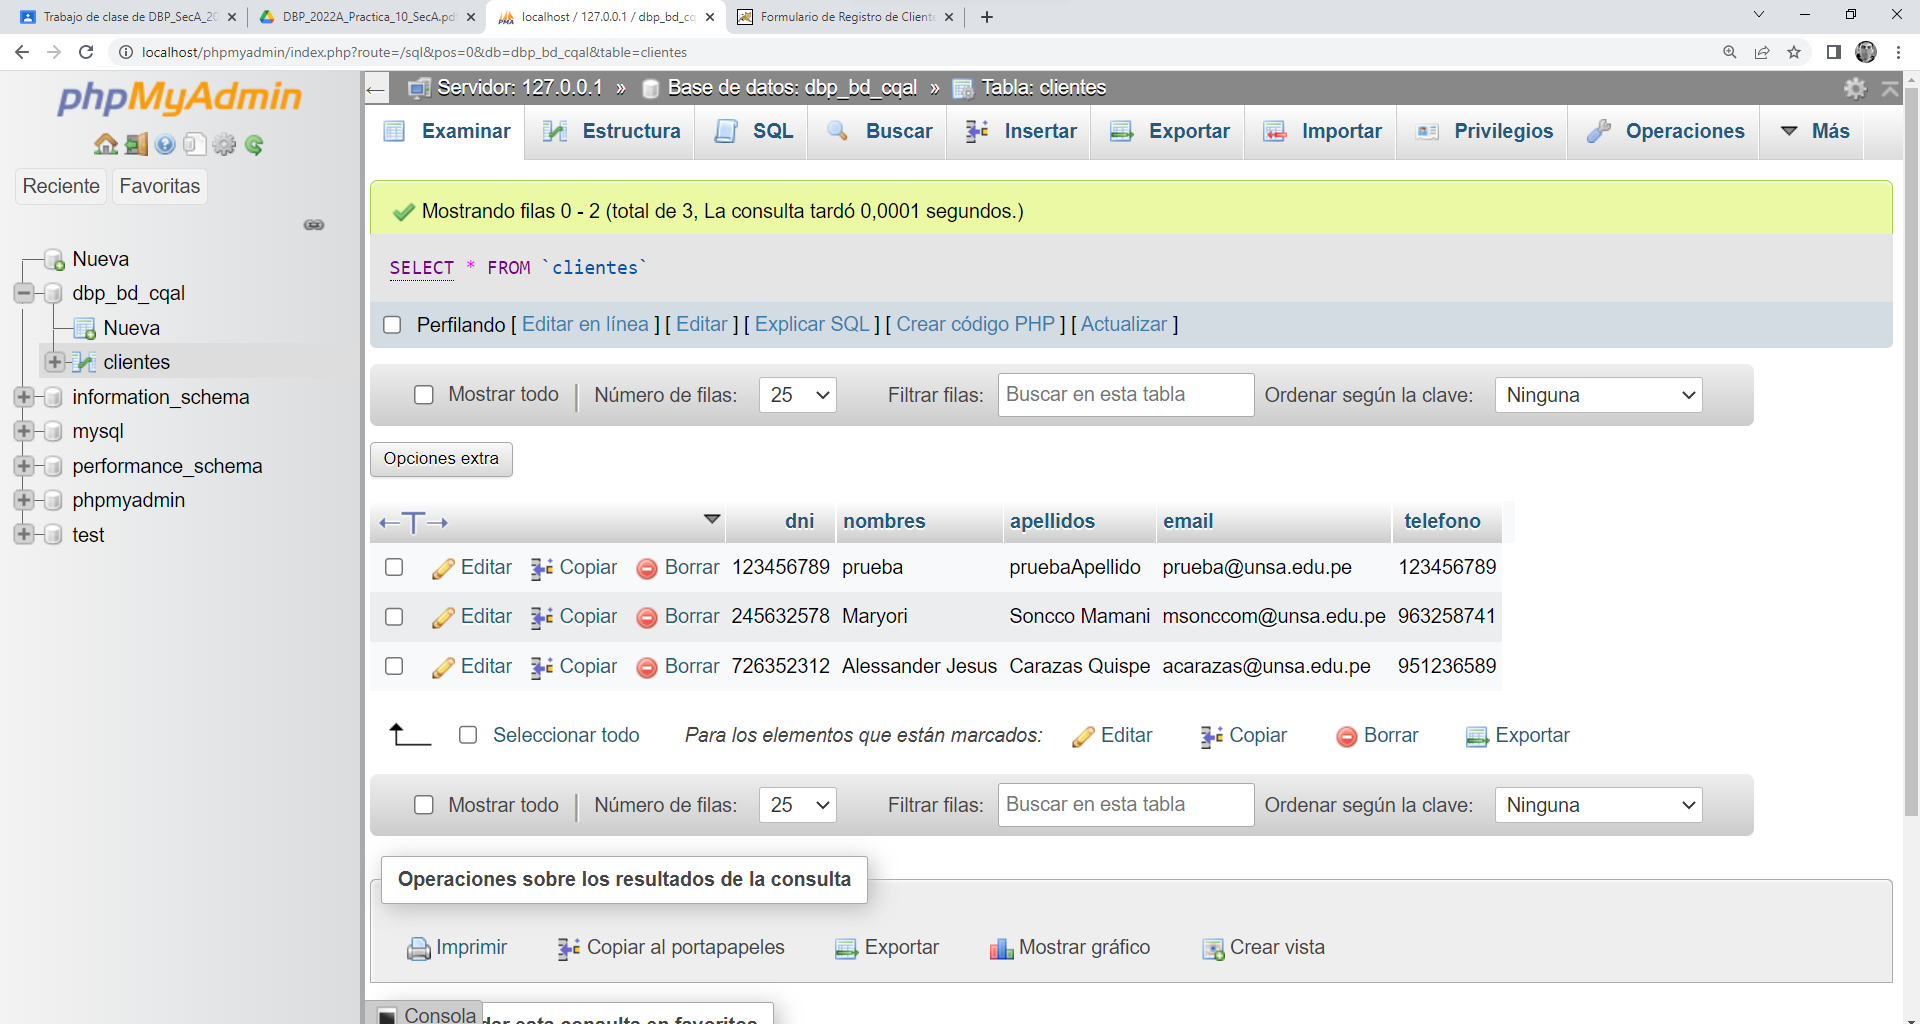 Trabajo de clase de DBP_SecA_20
DBP_2022A_Practica_10_SecA.pdf
localhost / 127.0.0.1 / dbp_bd_cq
Formulario de Registro de Cliente
localhost/phpmyadmin/index.php?route=/sql&pos=0&db=dbp_bd_cqal&table=clientes
phpMyAdmin
Reciente Favoritas
Nueva
dbp_bd_cqal
Nueva
clientes
information_schema
mysql
performance_schema
phpmyadmin
test
Servidor: 127.0.0.1 » Base de datos: dbp_bd_cqal » Tabla: clientes
Examinar Estructura SQL Buscar Insertar Exportar Importar Privilegios Operaciones Más
Mostrando filas 0 - 2 (total de 3, La consulta tardó 0,0001 segundos.)
SELECT * FROM `clientes`
Perfilando [ Editar en línea ] [ Editar ] [ Explicar SQL ] [ Crear código PHP ] [ Actualizar ]
Mostrar todo Número de filas: 25 Filtrar filas: Buscar en esta tabla Ordenar según la clave: Ninguna
Opciones extra
dni nombres apellidos email telefono
Editar Copiar Borrar 123456789 prueba pruebaApellido prueba@unsa.edu.pe 123456789
Editar Copiar Borrar 245632578 Maryori Soncco Mamani msonccom@unsa.edu.pe 963258741
Editar Copiar Borrar 726352312 Alessander Jesus Carazas Quispe acarazas@unsa.edu.pe 951236589
Seleccionar todo Para los elementos que están marcados: Editar Copiar Borrar Exportar
Mostrar todo Número de filas: 25 Filtrar filas: Buscar en esta tabla Ordenar según la clave: Ninguna
Operaciones sobre los resultados de la consulta
Imprimir Copiar al portapapeles Exportar Mostrar gráfico Crear vista
Consola
esta consulta en favoritos